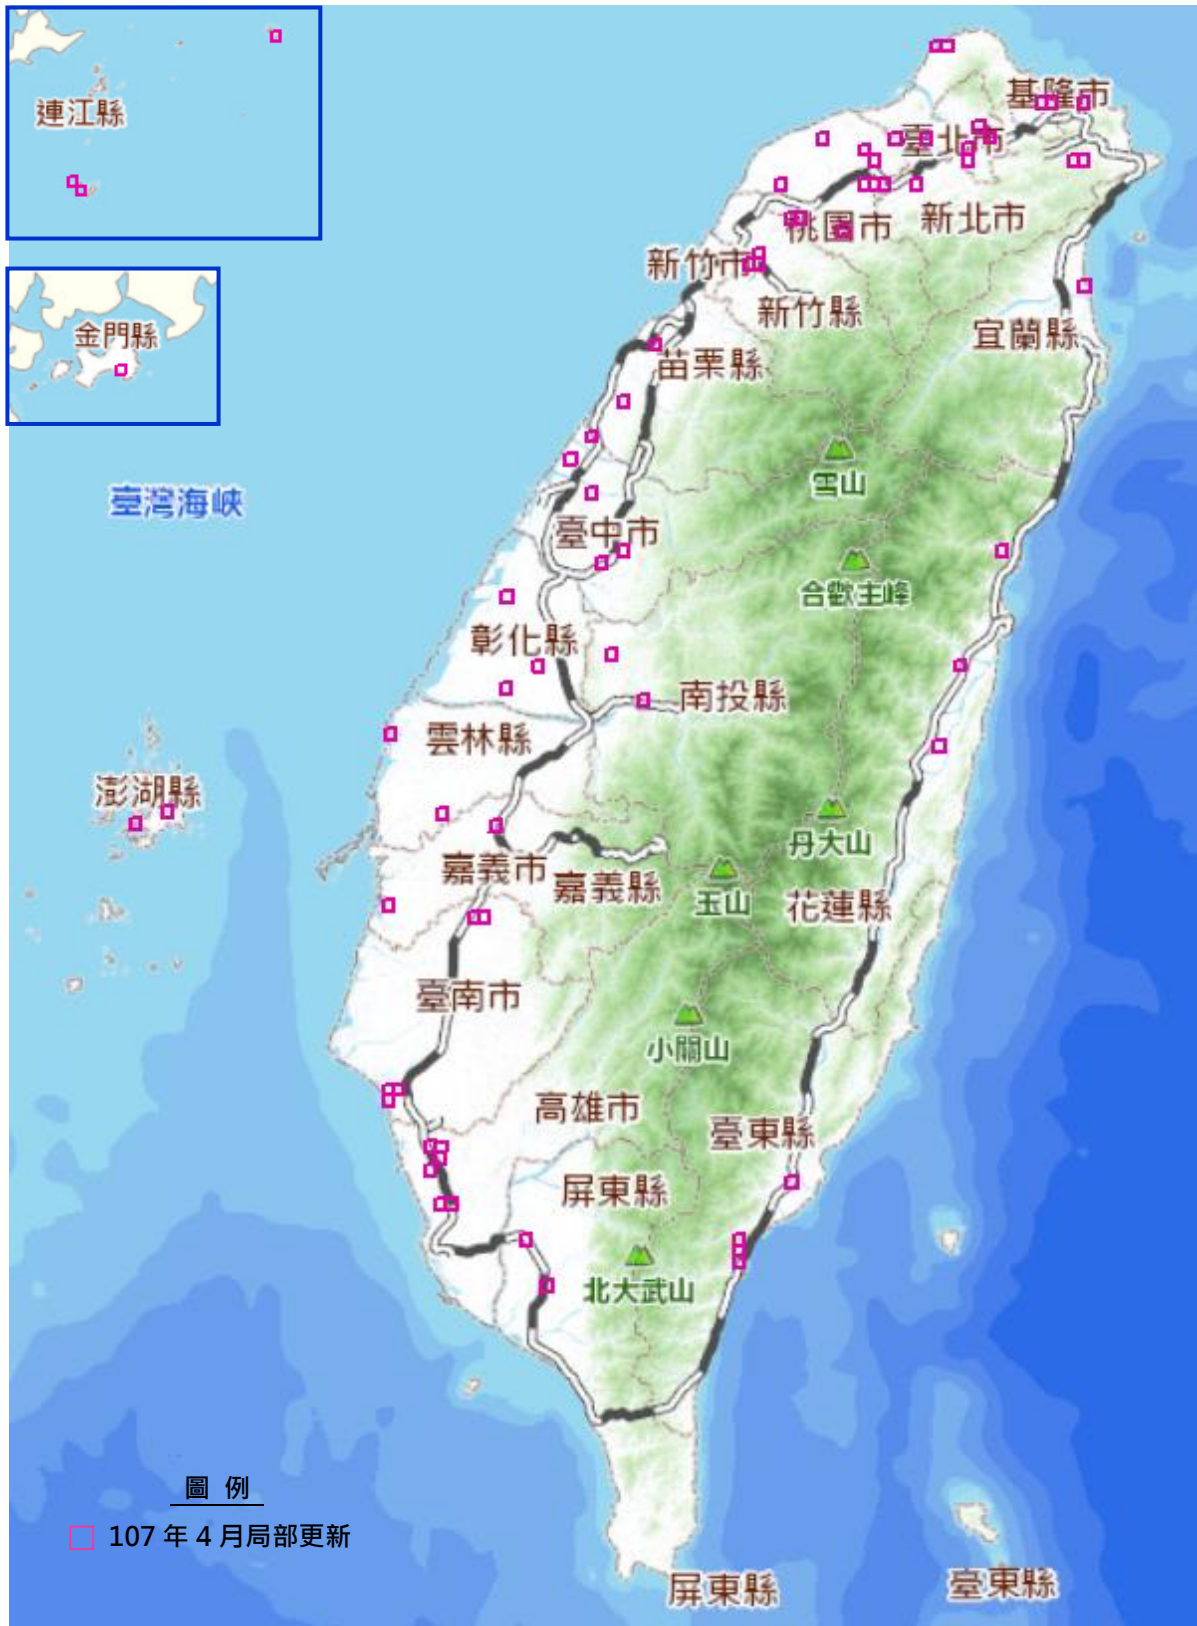 連江縣
金門縣
臺灣海峽
基隆市
臺北市
新北市
桃園市
新竹市
新竹縣
宜蘭縣
苗栗縣
雪山
臺中市
合歡主峰
彰化縣
南投縣
雲林縣
澎湖縣
丹大山
嘉義市
嘉義縣
玉山
花蓮縣
臺南市
小關山
高雄市
臺東縣
屏東縣
北大武山
圖 例
107 年 4 月局部更新
屏東縣
臺東縣